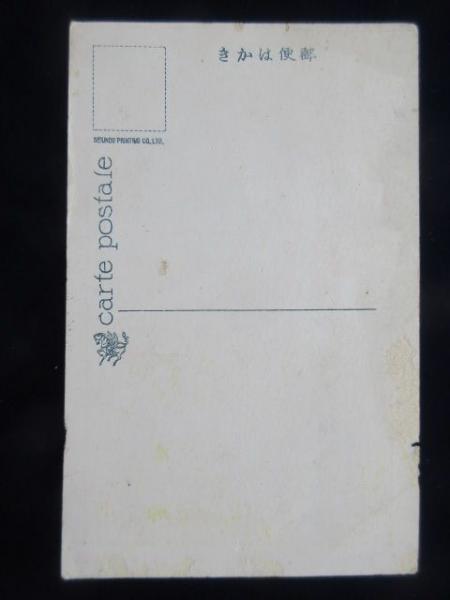 郵便はかき
PRINTING CO., LTD.
carte postale